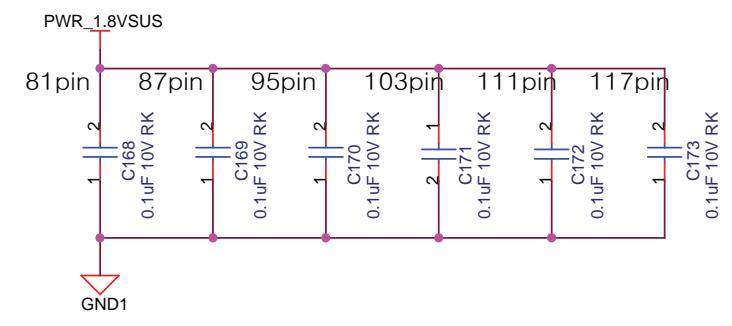 PWR_1.8VSUS
81pin 87pin 95pin 103pin 111pin 117pin
2 2 2 1 2 2
C168
0.1uF 10V RK
C169
0.1uF 10V RK
C170
0.1uF 10V RK
C171
0.1uF 10V RK
C172
0.1uF 10V RK
C173
0.1uF 10V RK
1 1 1 2 1 1
GND1